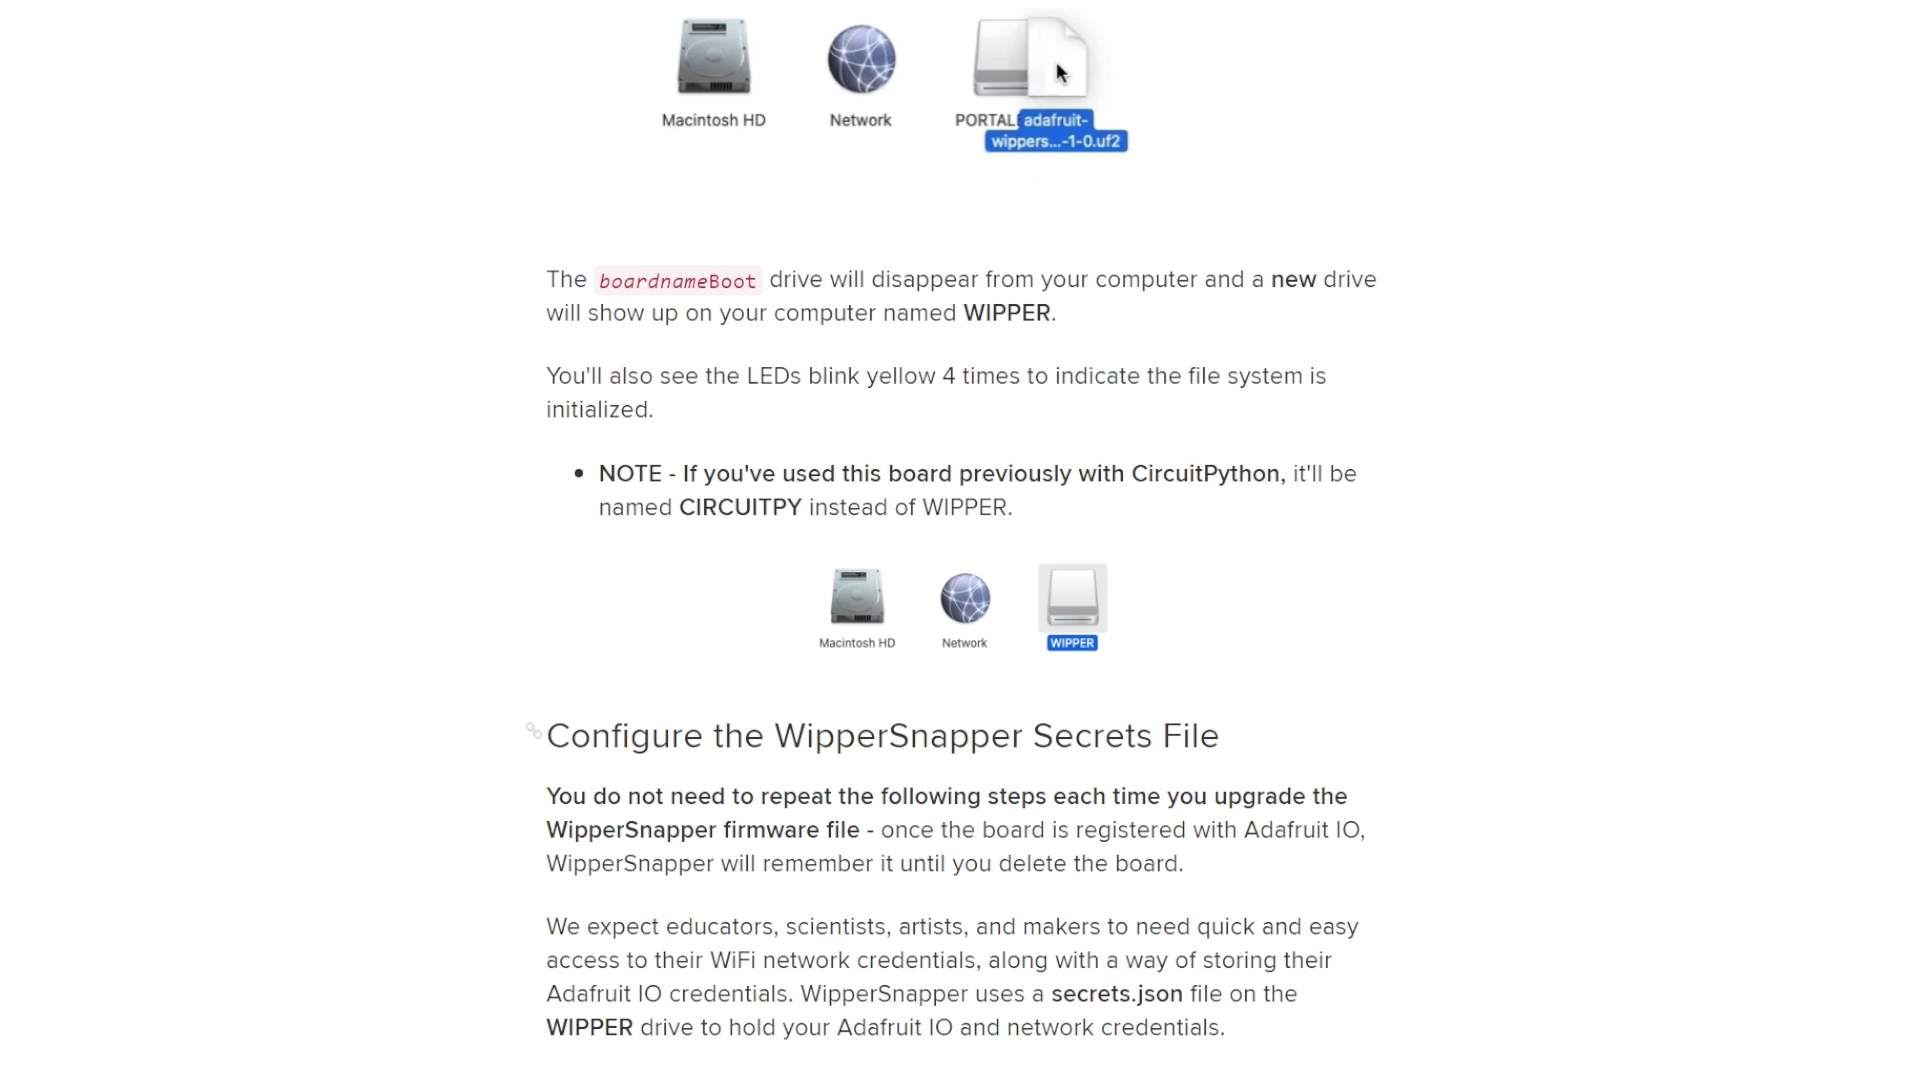 Macintosh HD
Network
PORTAL
adafruit-
wippers...-1-0.uf2
The boardnameBoot drive will disappear from your computer and a new drive
will show up on your computer named WIPPER.
You'll also see the LEDs blink yellow 4 times to indicate the file system is
initialized.
• NOTE - If you've used this board previously with CircuitPython, it'll be
named CIRCUITPY instead of WIPPER.
Macintosh HD
Network
WIPPER
Configure the WipperSnapper Secrets File
You do not need to repeat the following steps each time you upgrade the
WipperSnapper firmware file - once the board is registered with Adafruit IO,
WipperSnapper will remember it until you delete the board.
We expect educators, scientists, artists, and makers to need quick and easy
access to their WiFi network credentials, along with a way of storing their
Adafruit IO credentials. WipperSnapper uses a secrets.json file on the
WIPPER drive to hold your Adafruit IO and network credentials.